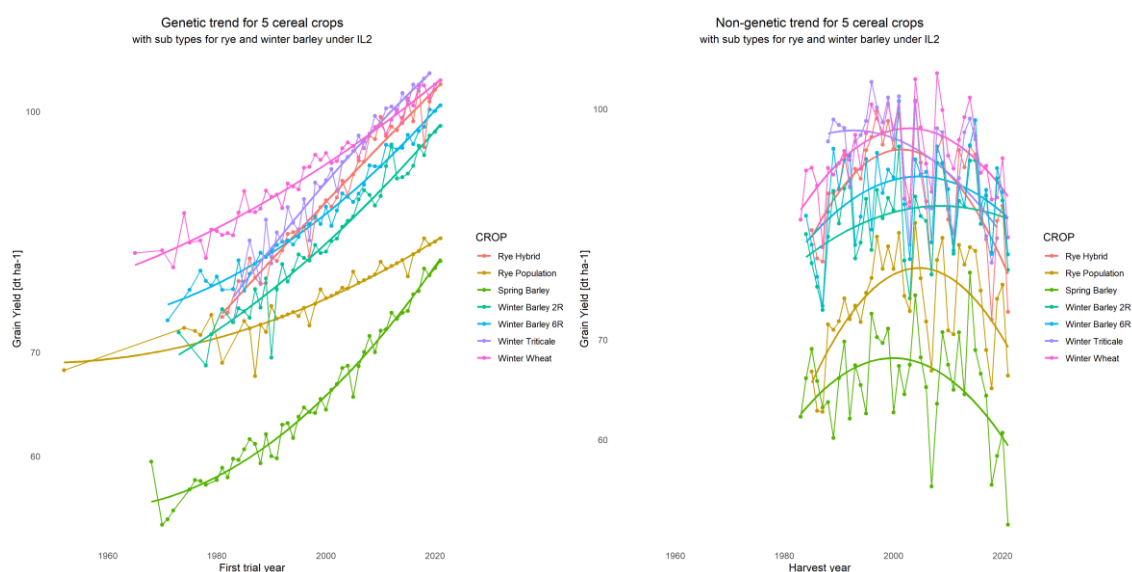 Genetic trend for 5 cereal crops
with sub types for rye and winter barley under IL2
100
70
60
Grain Yield [dt ha-1]
1960
1980
2000
2020
First trial year
CROP
Rye Hybrid
Rye Population
Spring Barley
Winter Barley 2R
Winter Barley 6R
Winter Triticale
Winter Wheat
Non-genetic trend for 5 cereal crops
with sub types for rye and winter barley under IL2
100
70
60
Grain Yield [dt ha-1]
1960
1980
2000
2020
Harvest year
CROP
Rye Hybrid
Rye Population
Spring Barley
Winter Barley 2R
Winter Barley 6R
Winter Triticale
Winter Wheat